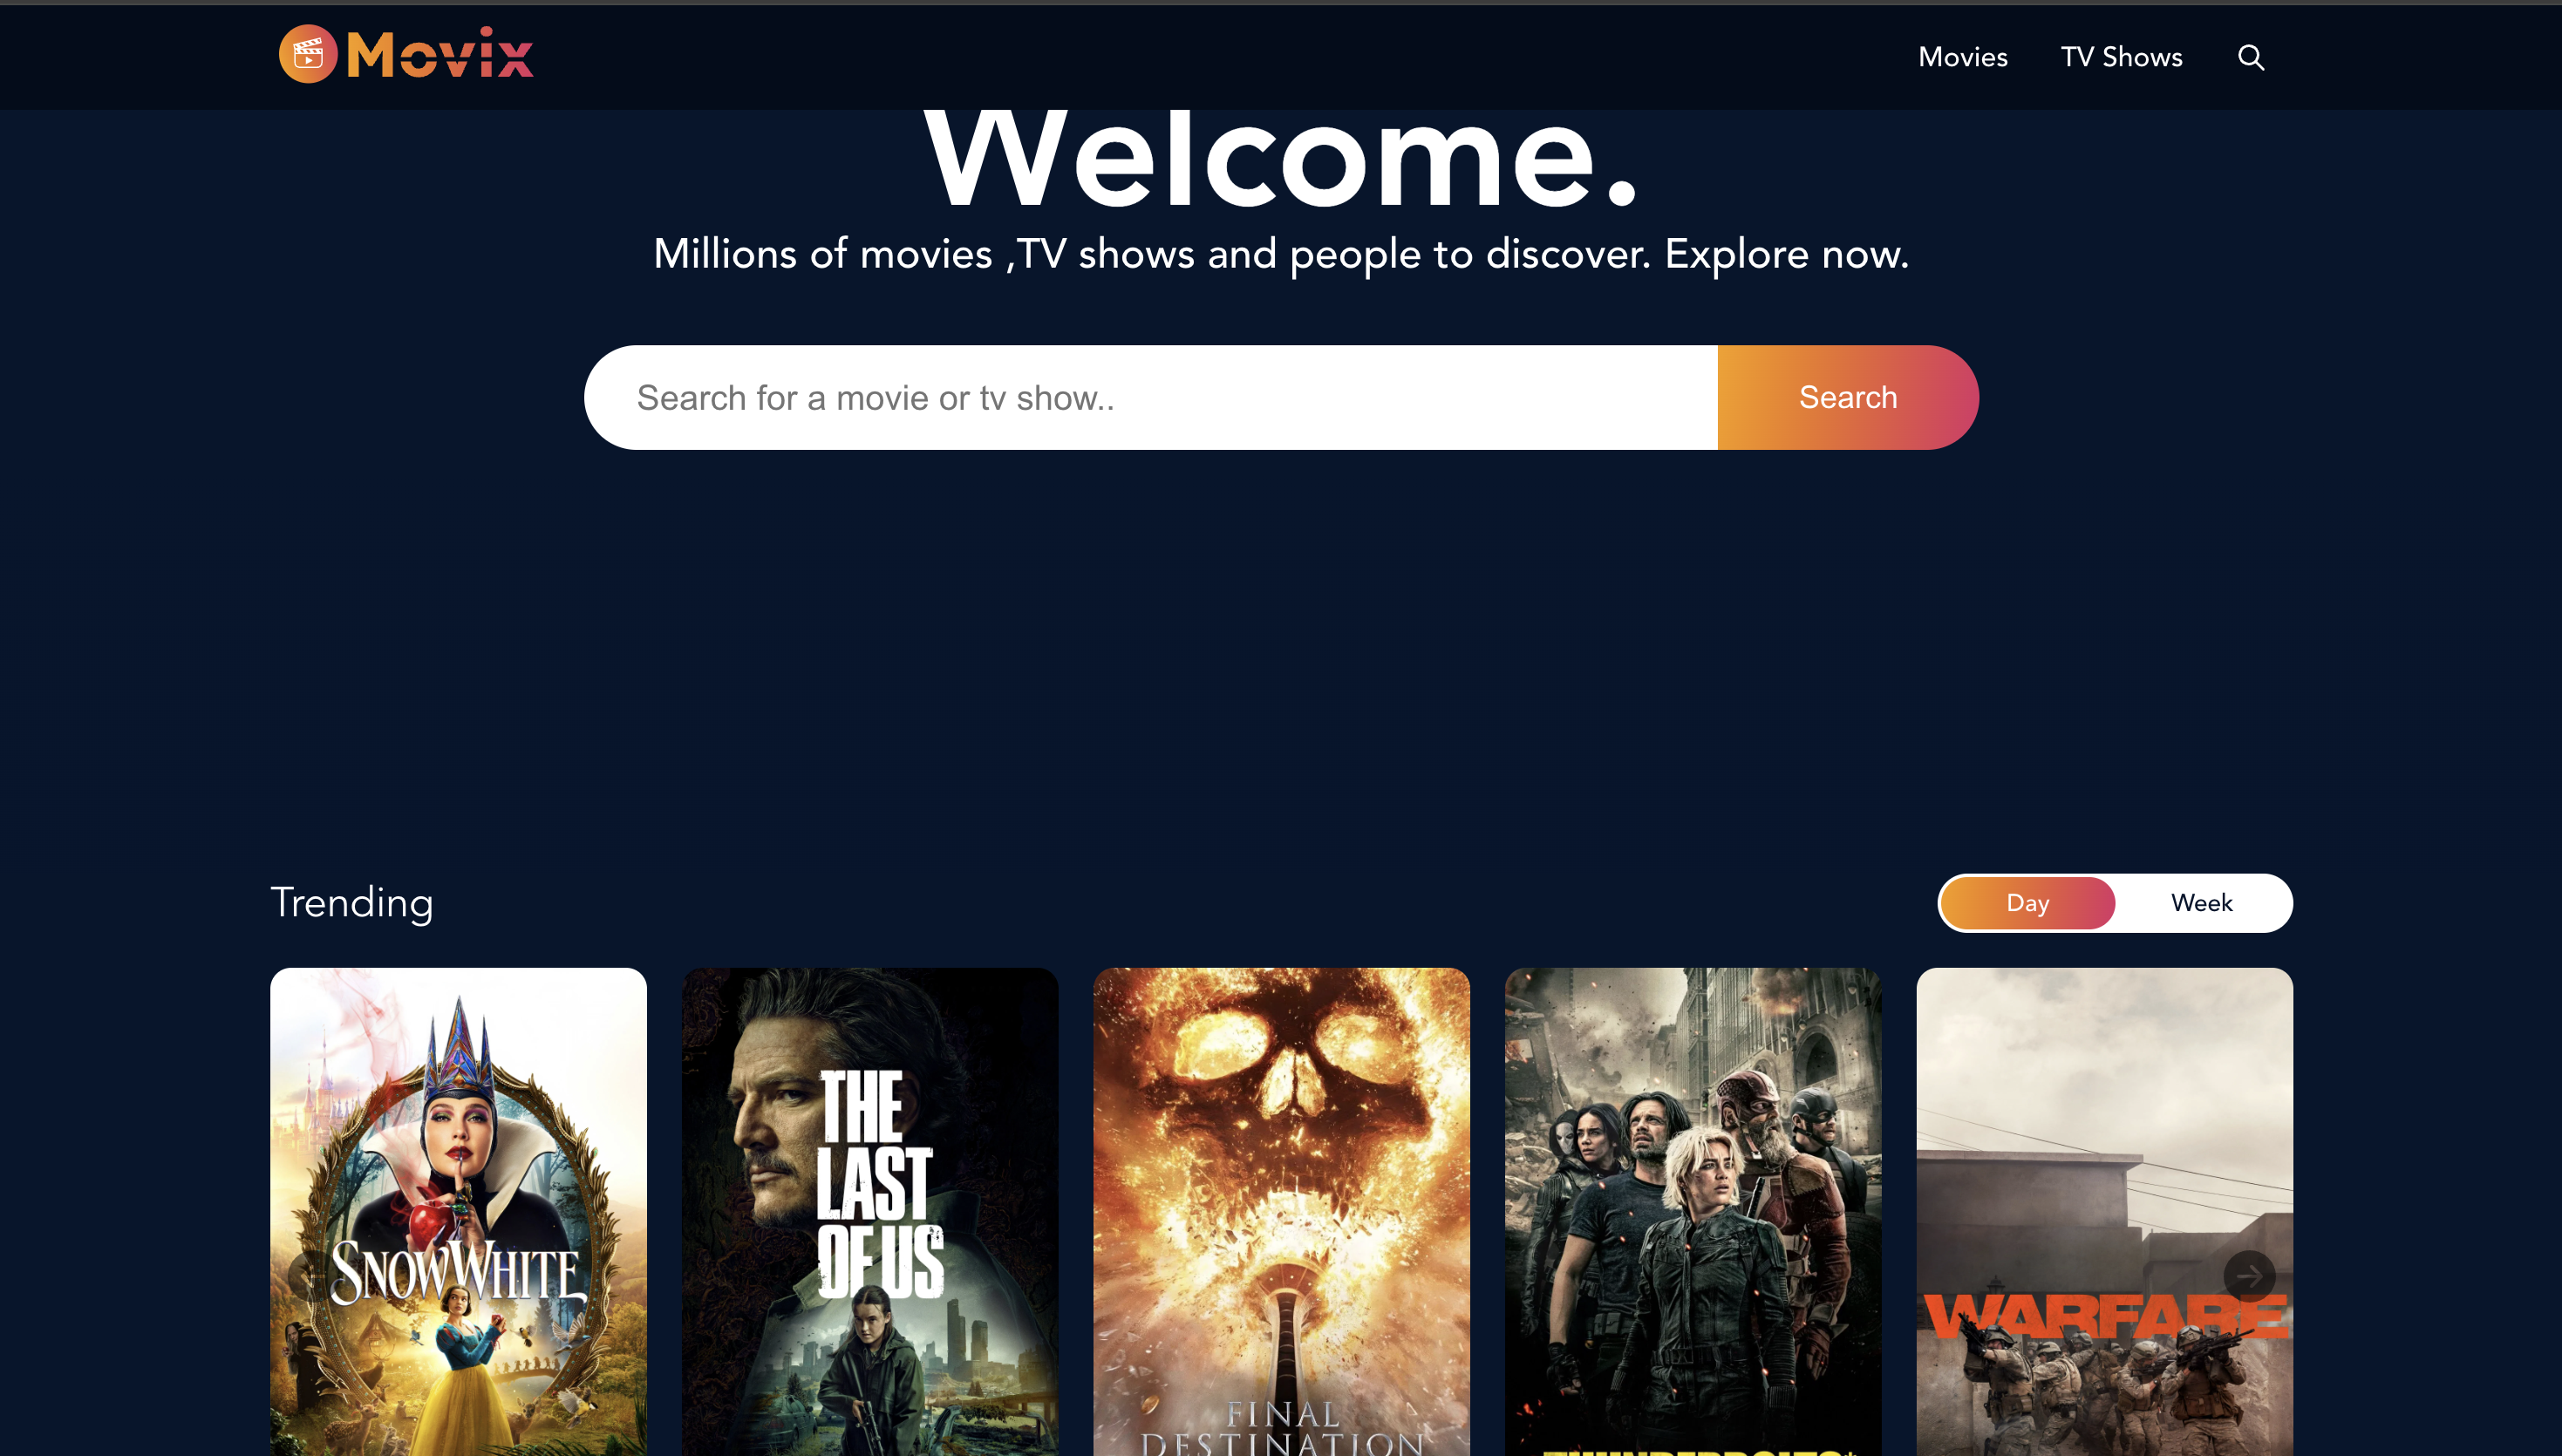 Movix
Movies
TV Shows
Welcome.
Millions of movies ,TV shows and people to discover. Explore now.
Search for a movie or tv show..
Search
Trending
Day
Week
SNOW WHITE
THE
LAST
OF US
FINAL
DESTINATION
THUNDERBOLTS*
WARFARE